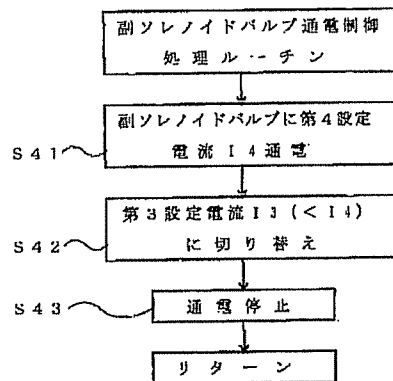 副ソレノイドバルブ通電制御
処理ルーチン
副ソレノイドバルブに第4設定
S41
電流I4通電
第3設定電流I3(<I4)
S42
に切り替え
S43
通電停止
リターン